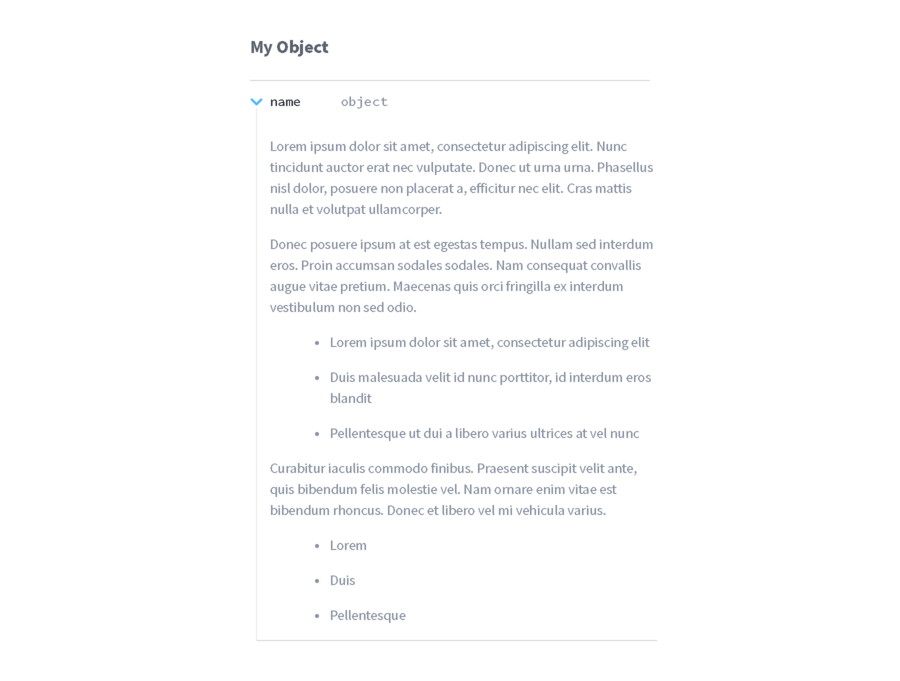 My Object
name object
Lorem ipsum dolor sit amet, consectetur adipiscing elit. Nunc
tincidunt auctor erat nec vulputate. Donec ut urna urna. Phasellus
nisl dolor, posuere non placerat a, efficitur nec elit. Cras mattis
nulla et volutpat ullamcorper.
Donec posuere ipsum at est egestas tempus. Nullam sed interdum
eros. Proin accumsan sodales sodales. Nam consequat convallis
augue vitae pretium. Maecenas quis orci fringilla ex interdum
vestibulum non sed odio.
• Lorem ipsum dolor sit amet, consectetur adipiscing elit
• Duis malesuada velit id nunc porttitor, id interdum eros
blandit
• Pellentesque ut dui a libero varius ultrices at vel nunc
Curabitur iaculis commodo finibus. Praesent suscipit velit ante,
quis bibendum felis molestie vel. Nam ornare enim vitae est
bibendum rhoncus. Donec et libero vel mi vehicula varius.
• Lorem
• Duis
• Pellentesque